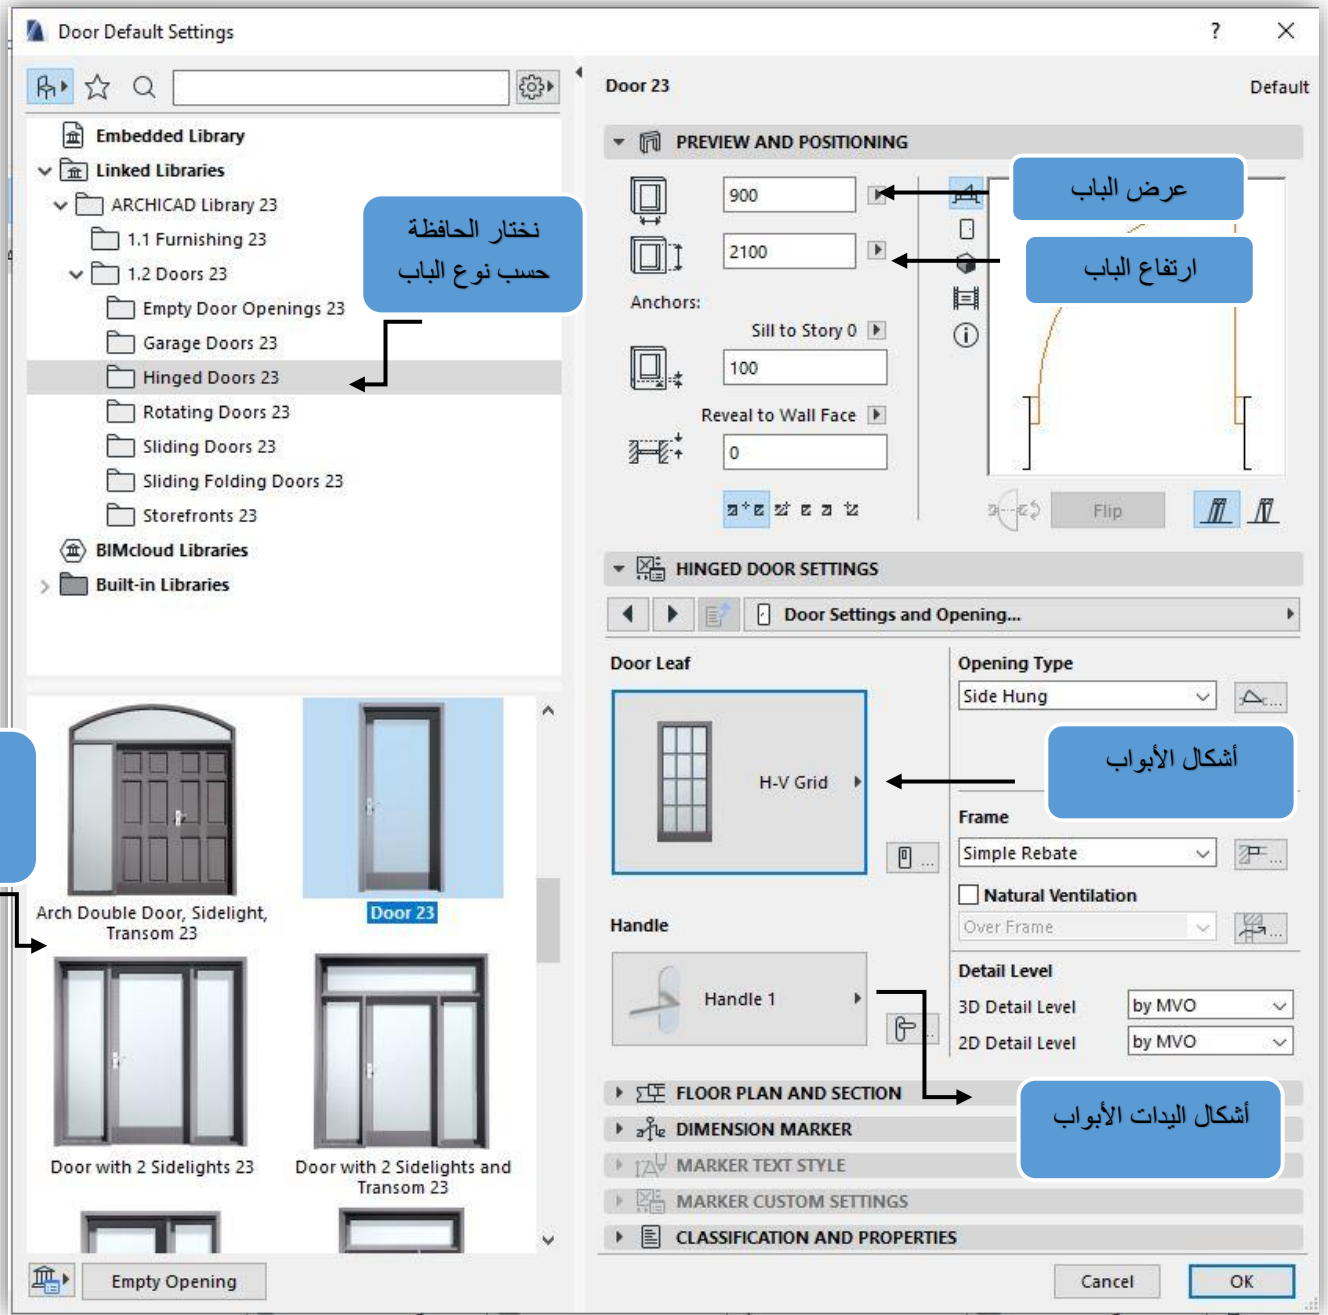 Door Default Settings
?
Embedded Library
Linked Libraries
ARCHICAD Library 23
1.1 Furnishing 23
1.2 Doors 23
Empty Door Openings 23
Garage Doors 23
Hinged Doors 23
Rotating Doors 23
Sliding Doors 23
Sliding Folding Doors 23
Storefronts 23
BIMcloud Libraries
Built-in Libraries
نختار الحافظة
حسب نوع الباب
Arch Double Door, Sidelight,
Transom 23
Door 23
Door with 2 Sidelights 23
Door with 2 Sidelights and
Transom 23
Empty Opening
Door 23
Default
PREVIEW AND POSITIONING
900
عرض الباب
2100
ارتفاع الباب
Anchors:
Sill to Story 0
100
Reveal to Wall Face
0
Flip
HINGED DOOR SETTINGS
Door Settings and Opening...
Door Leaf
H-V Grid
Opening Type
Side Hung
أشكال الأبواب
Frame
Simple Rebate
Natural Ventilation
Over Frame
Handle
Handle 1
Detail Level
3D Detail Level
by MVO
2D Detail Level
by MVO
أشكال اليدات الأبواب
FLOOR PLAN AND SECTION
DIMENSION MARKER
MARKER TEXT STYLE
MARKER CUSTOM SETTINGS
CLASSIFICATION AND PROPERTIES
Cancel
OK